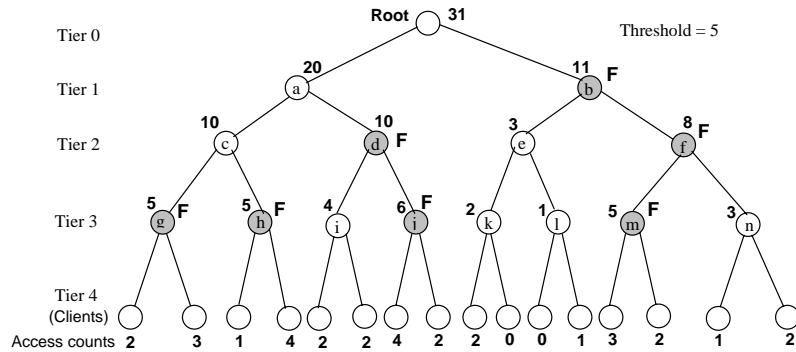 Root 31
Tier 0 Threshold = 5
20 11 F
Tier 1 a b
10 10 3 8 F
Tier 2 c d F e f
5 F 5 F 4 6 F 2 1 5 F 3
Tier 3 g h i j k l m n
Tier 4
(Clients)
Access counts 2 3 1 4 2 2 4 2 2 0 0 1 3 2 1 2